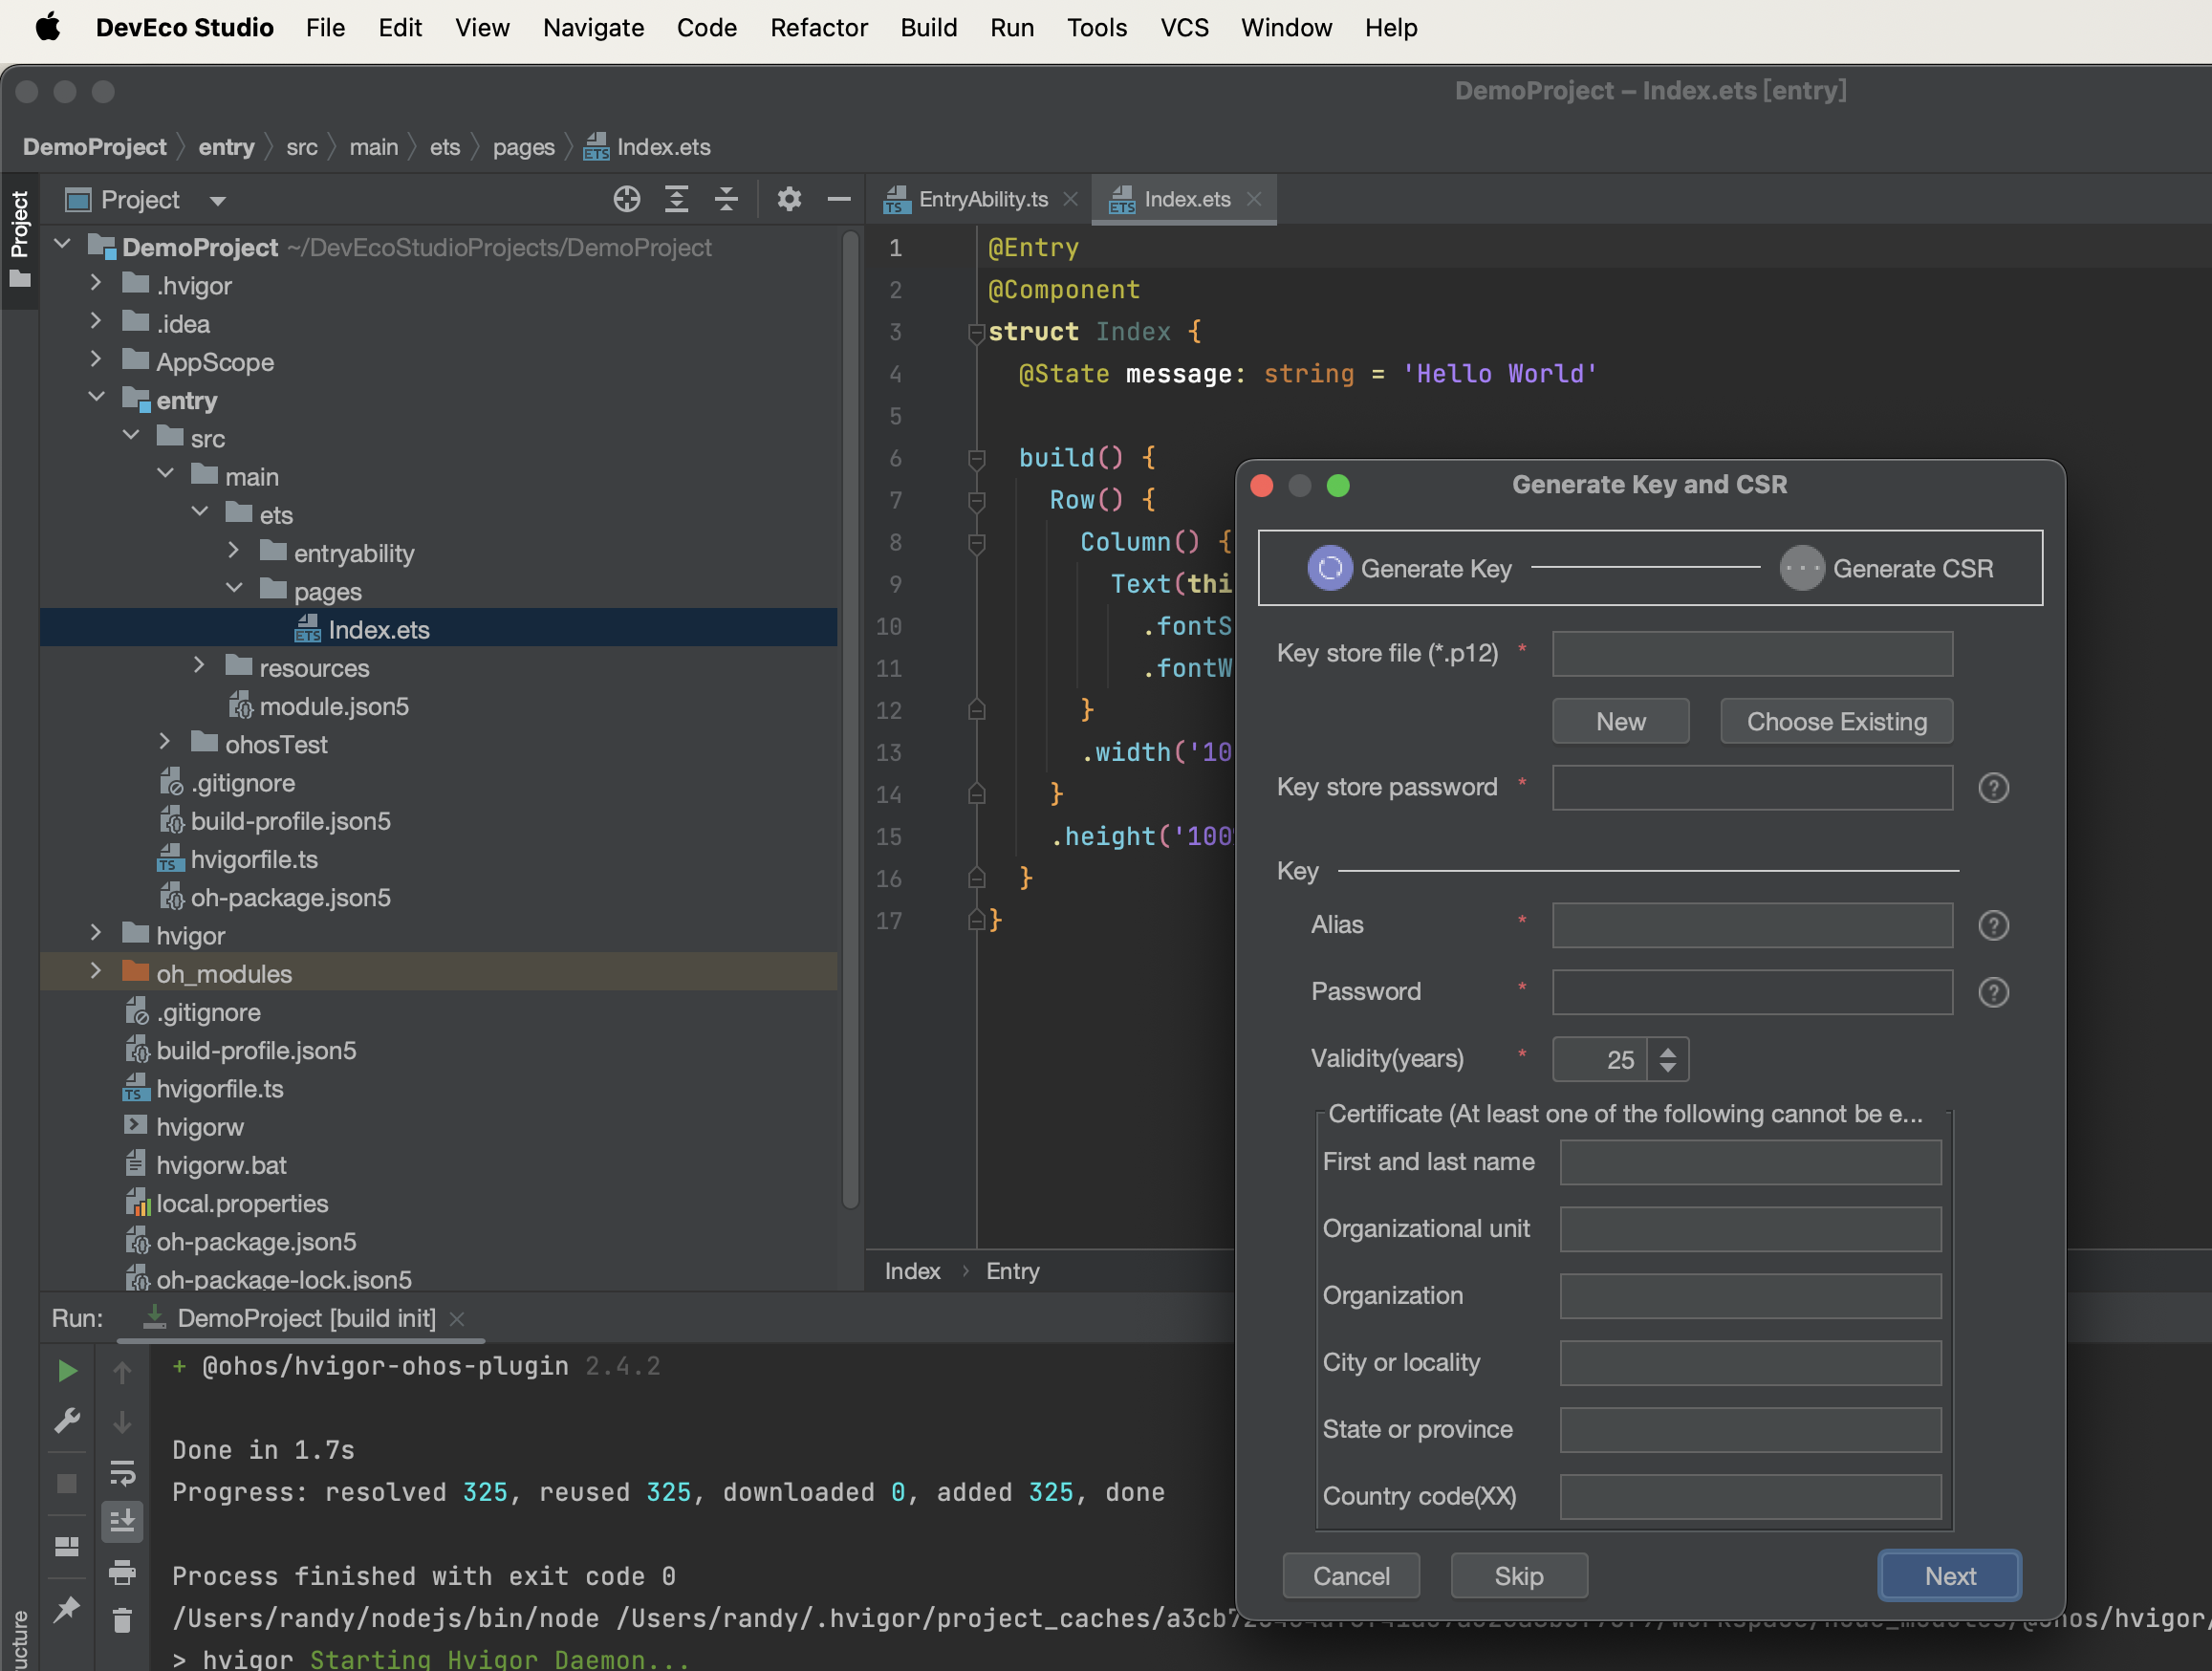 DevEco Studio File Edit View Navigate Code Refactor Build Run Tools VCS Window Help
DemoProject – Index.ets [entry]
DemoProject entry src main ets pages Index.ets
Project
Project
DemoProject ~/DevEcoStudioProjects/DemoProject
.hvigor
.idea
AppScope
entry
src
main
ets
entryability
pages
Index.ets
resources
module.json5
ohosTest
.gitignore
build-profile.json5
hvigorfile.ts
oh-package.json5
hvigor
oh_modules
.gitignore
build-profile.json5
hvigorfile.ts
hvigorw
hvigorw.bat
local.properties
oh-package.json5
oh-package-lock.json5
EntryAbility.ts Index.ets
1 @Entry
2 @Component
3 struct Index {
4 @State message: string = 'Hello World'
5
6 build() {
7 Row() {
8 Column() {
9 Text(thi
10 .fontS
11 .fontW
12 }
13 .width('10
14 }
15 .height('100
16 }
17 }
Index › Entry
Generate Key and CSR
Generate Key Generate CSR
Key store file (*.p12) *
New Choose Existing
Key store password * ?
Key
Alias * ?
Password * ?
Validity(years) * 25
Certificate (At least one of the following cannot be e...
First and last name
Organizational unit
Organization
City or locality
State or province
Country code(XX)
Cancel Skip Next
Run: DemoProject [build init]
+ @ohos/hvigor-ohos-plugin 2.4.2
Done in 1.7s
Progress: resolved 325, reused 325, downloaded 0, added 325, done
Process finished with exit code 0
/Users/randy/nodejs/bin/node /Users/randy/.hvigor/project_caches/
> hvigor Starting Hvigor Daemon...
ucture